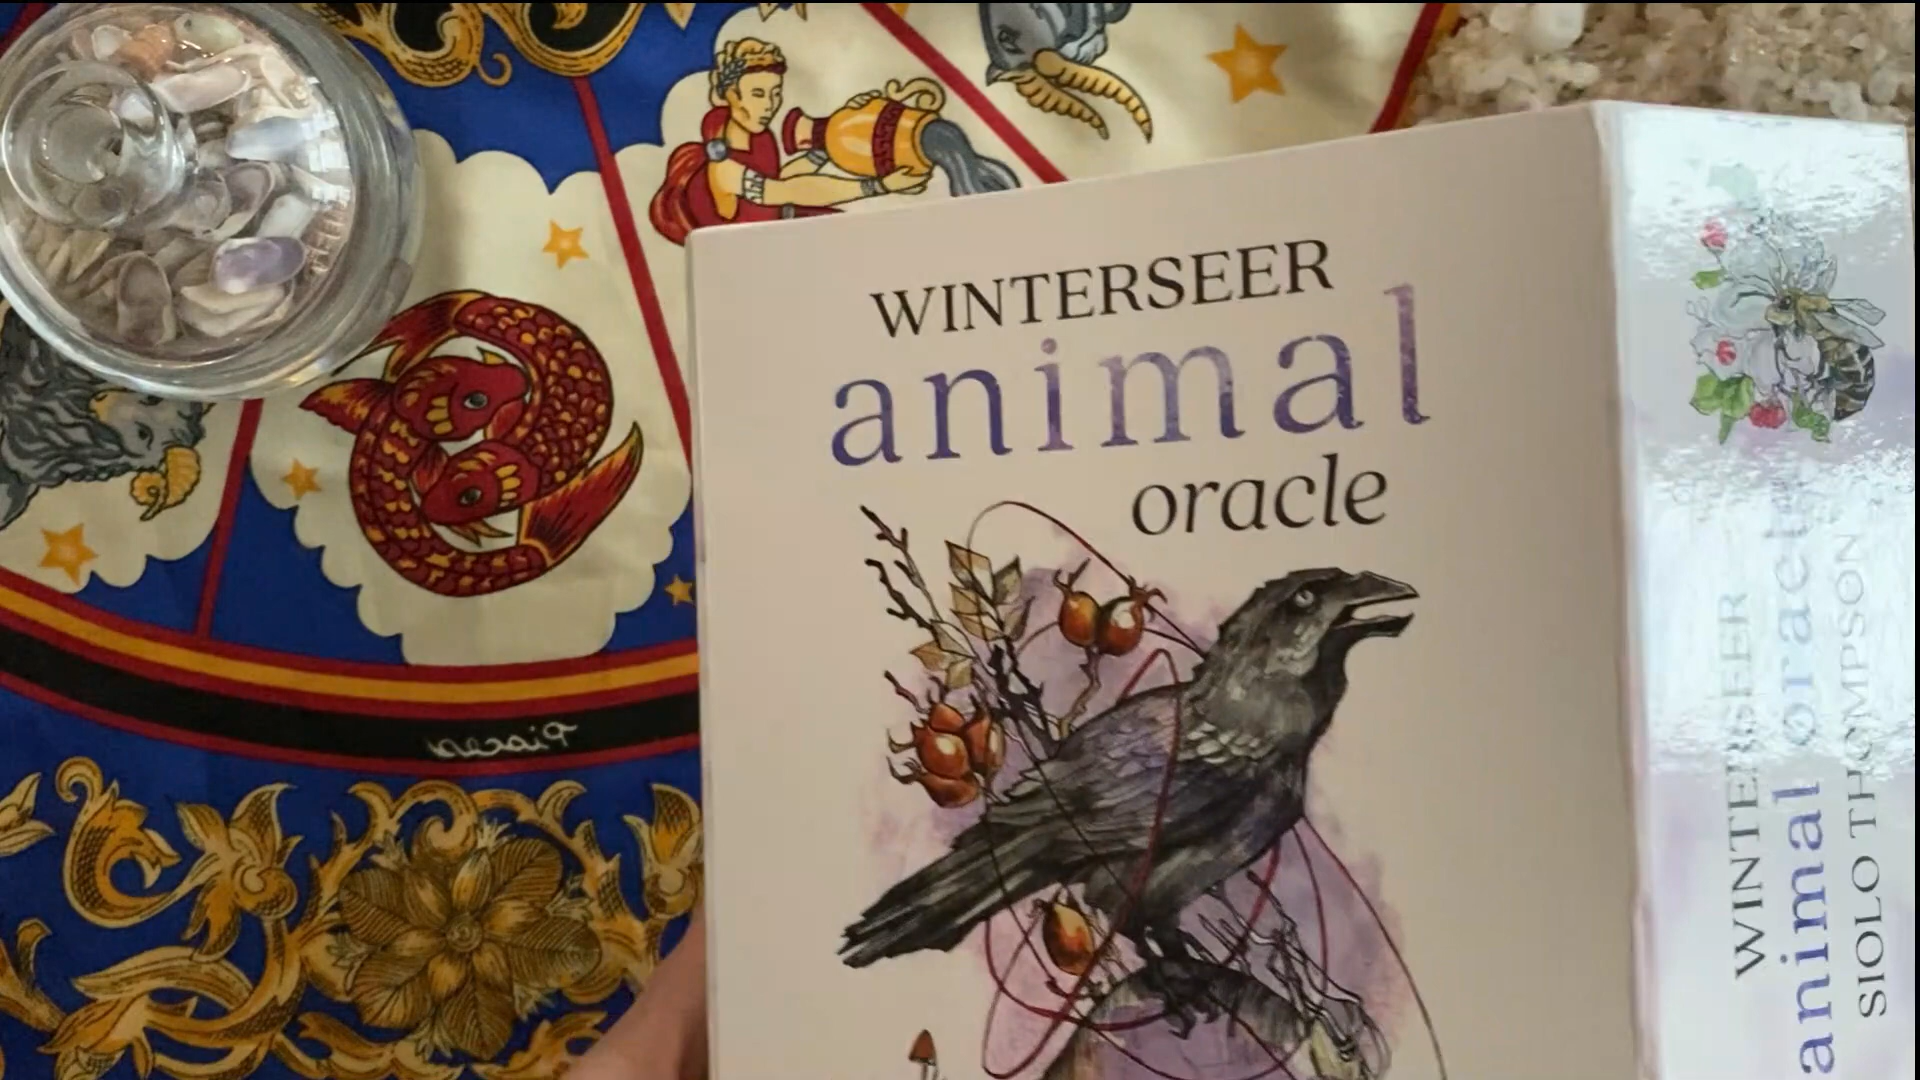 WINTERSEER
animal
oracle
WINTERSEER
animal oracle
SIOLO THOMPSON